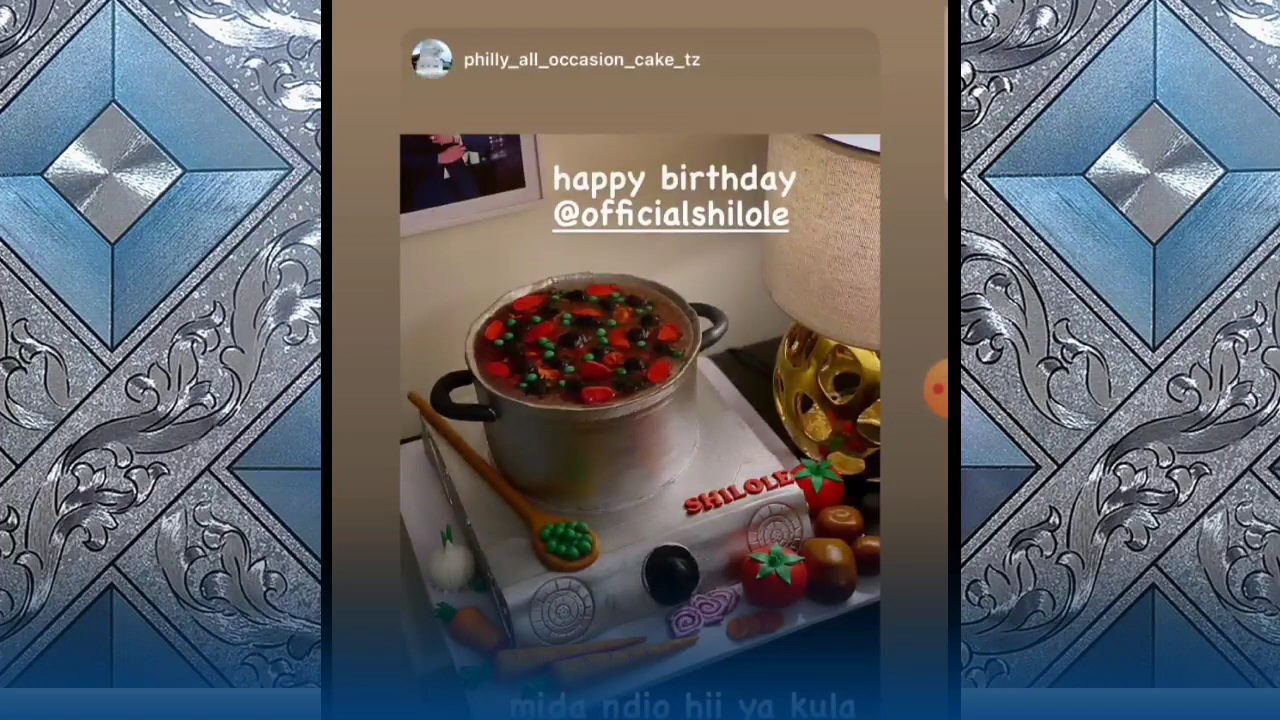 philly_all_occasion_cake_tz
happy birthday
@officialshilole
SHILOLE
mida ndio hii ya kula